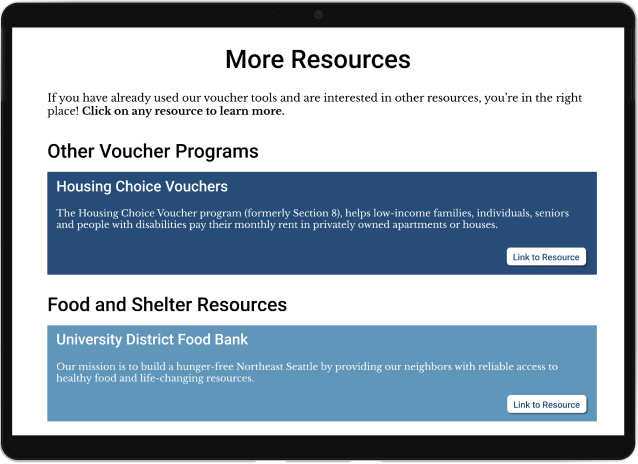 More Resources
If you have already used our voucher tools and are interested in other resources, you're in the right
place! Click on any resource to learn more.
Other Voucher Programs
Housing Choice Vouchers
The Housing Choice Voucher program (formerly Section 8), helps low-income families, individuals, seniors
and people with disabilities pay their monthly rent in privately owned apartments or houses.
Link to Resource
Food and Shelter Resources
University District Food Bank
Our mission is to build a hunger-free Northeast Seattle by providing our neighbors with reliable access to
healthy food and life-changing resources.
Link to Resource